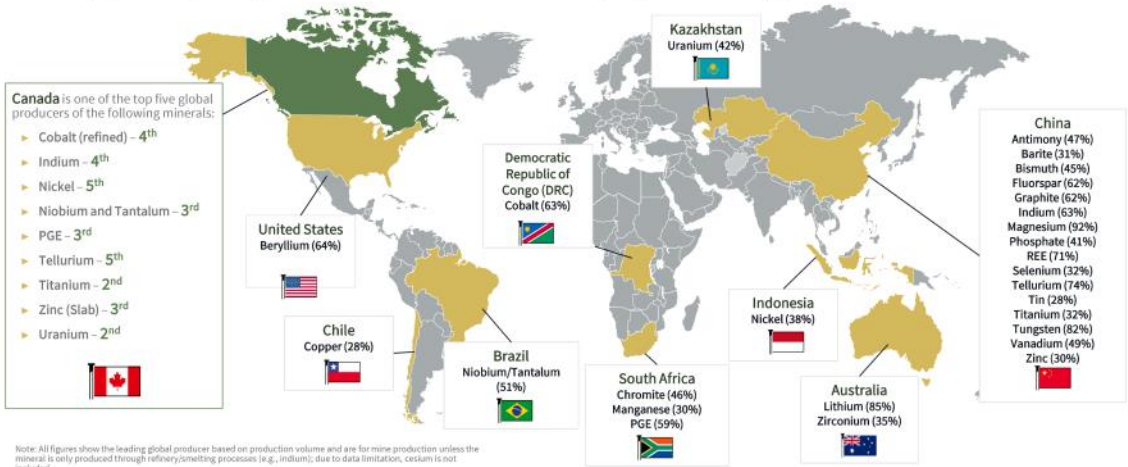 Canada is one of the top five global
producers of the following minerals:
Cobalt (refined) – 4th
Indium – 4th
Nickel – 5th
Niobium and Tantalum – 3rd
PGE – 3rd
Tellurium – 5th
Titanium – 2nd
Zinc (Slab) – 3rd
Uranium – 2nd
United States
Beryllium (64%)
Chile
Copper (28%)
Brazil
Niobium/Tantalum
(51%)
Democratic
Republic of
Congo (DRC)
Cobalt (63%)
Kazakhstan
Uranium (42%)
South Africa
Chromite (46%)
Manganese (30%)
PGE (59%)
Indonesia
Nickel (38%)
Australia
Lithium (85%)
Zirconium (35%)
China
Antimony (47%)
Barite (31%)
Bismuth (45%)
Fluorspar (62%)
Graphite (62%)
Indium (63%)
Magnesium (92%)
Phosphate (41%)
REE (71%)
Selenium (32%)
Tellurium (74%)
Tin (28%)
Titanium (32%)
Tungsten (82%)
Vanadium (49%)
Zinc (30%)
Note: All figures show the leading global producer based on production volume and are for mine production unless the
mineral is only produced through refinery/smelting processes (e.g., indium); due to data limitation, cesium is not